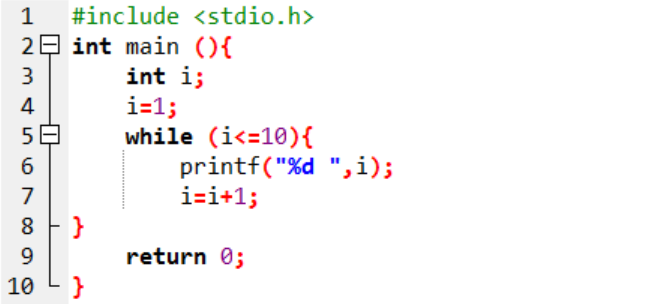 1 #include <stdio.h>
2 int main (){
3 int i;
4 i=1;
5 while (i<=10){
6 printf("%d ",i);
7 i=i+1;
8 }
9 return 0;
10 }